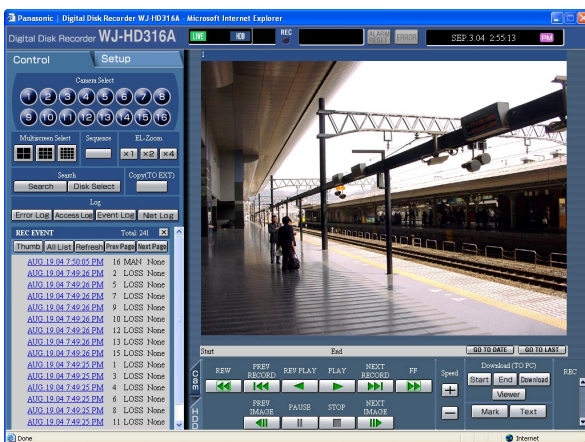 Panasonic | Digital Disk Recorder WJ-HD316A - Microsoft Internet Explorer
Digital Disk Recorder WJ-HD316A
LIVE HDD REC ALARM RESET ERROR SEP.3.04 2:55:13 PM
Control Setup
Camera Select
1 2 3 4 5 6 7 8
9 10 11 12 13 14 15 16
Multiscreen Select Sequence EL-Zoom
×1 ×2 ×4
Search Copy(TO EXT)
Search Disk Select
Log
Error Log Access Log Event Log Net Log
REC EVENT Total: 241
Thumb All List Refresh Prev Page Next Page
AUG.19.04 7:50:05 PM 16 MAN None
AUG.19.04 7:49:26 PM 2 LOSS None
AUG.19.04 7:49:26 PM 5 LOSS None
AUG.19.04 7:49:26 PM 7 LOSS None
AUG.19.04 7:49:26 PM 9 LOSS None
AUG.19.04 7:49:26 PM 10 LOSS None
AUG.19.04 7:49:26 PM 12 LOSS None
AUG.19.04 7:49:26 PM 13 LOSS None
AUG.19.04 7:49:26 PM 15 LOSS None
AUG.19.04 7:49:25 PM 1 LOSS None
AUG.19.04 7:49:25 PM 3 LOSS None
AUG.19.04 7:49:25 PM 4 LOSS None
AUG.19.04 7:49:25 PM 6 LOSS None
AUG.19.04 7:49:25 PM 8 LOSS None
AUG.19.04 7:49:25 PM 11 LOSS None
1
Start End GO TO DATE GO TO LAST
Cam
REW PREV RECORD REV PLAY PLAY NEXT RECORD FF
HDD
PREV IMAGE PAUSE STOP NEXT IMAGE
Speed
Download (TO PC)
Start End Download
Viewer
Mark Text
REC
Done Internet